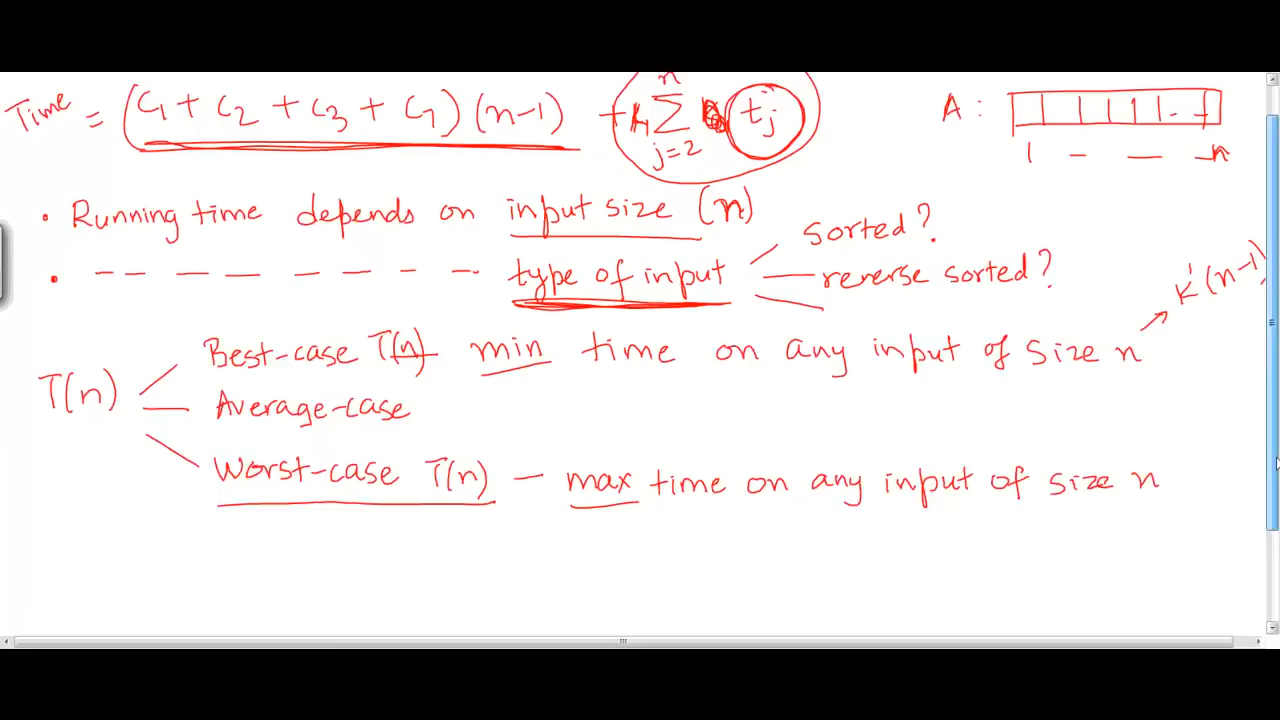 Time = (C1 + C2 + C3 + C7) (n-1) + k Σ tj
n
j=2
A :
1 - - - n
• Running time depends on input size (n)
• - - - - - - - - type of input
sorted?
reverse sorted?
k'(n-1)
T(n)
Best-case T(n) min time on any input of size n
Average-case
Worst-case T(n) - max time on any input of size n